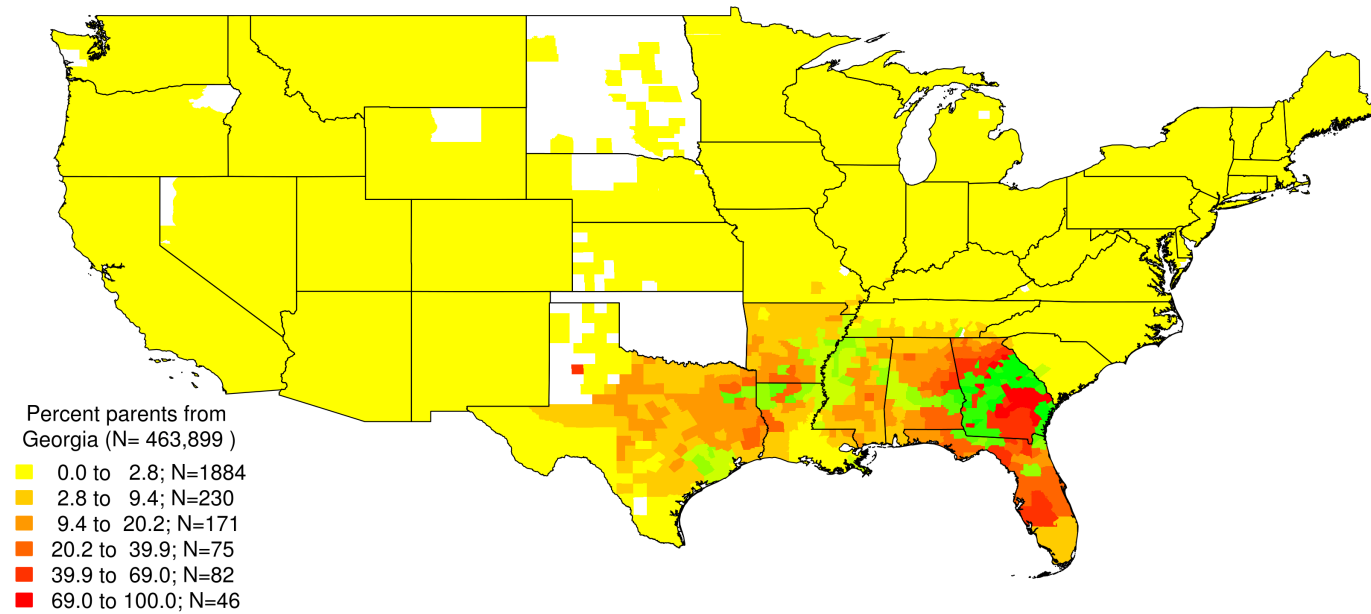 Percent parents from
Georgia (N= 463,899 )
0.0 to 2.8; N=1884
2.8 to 9.4; N=230
9.4 to 20.2; N=171
20.2 to 39.9; N=75
39.9 to 69.0; N=82
69.0 to 100.0; N=46